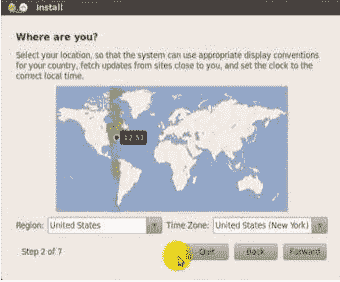 Install
Where are you?
Select your location, so that the system can use appropriate display conventions
for your country, fetch updates from sites close to you, and set the clock to the
correct local time.
12:51
Region: United States Time Zone: United States (New York)
Step 2 of 7 Quit Back Forward